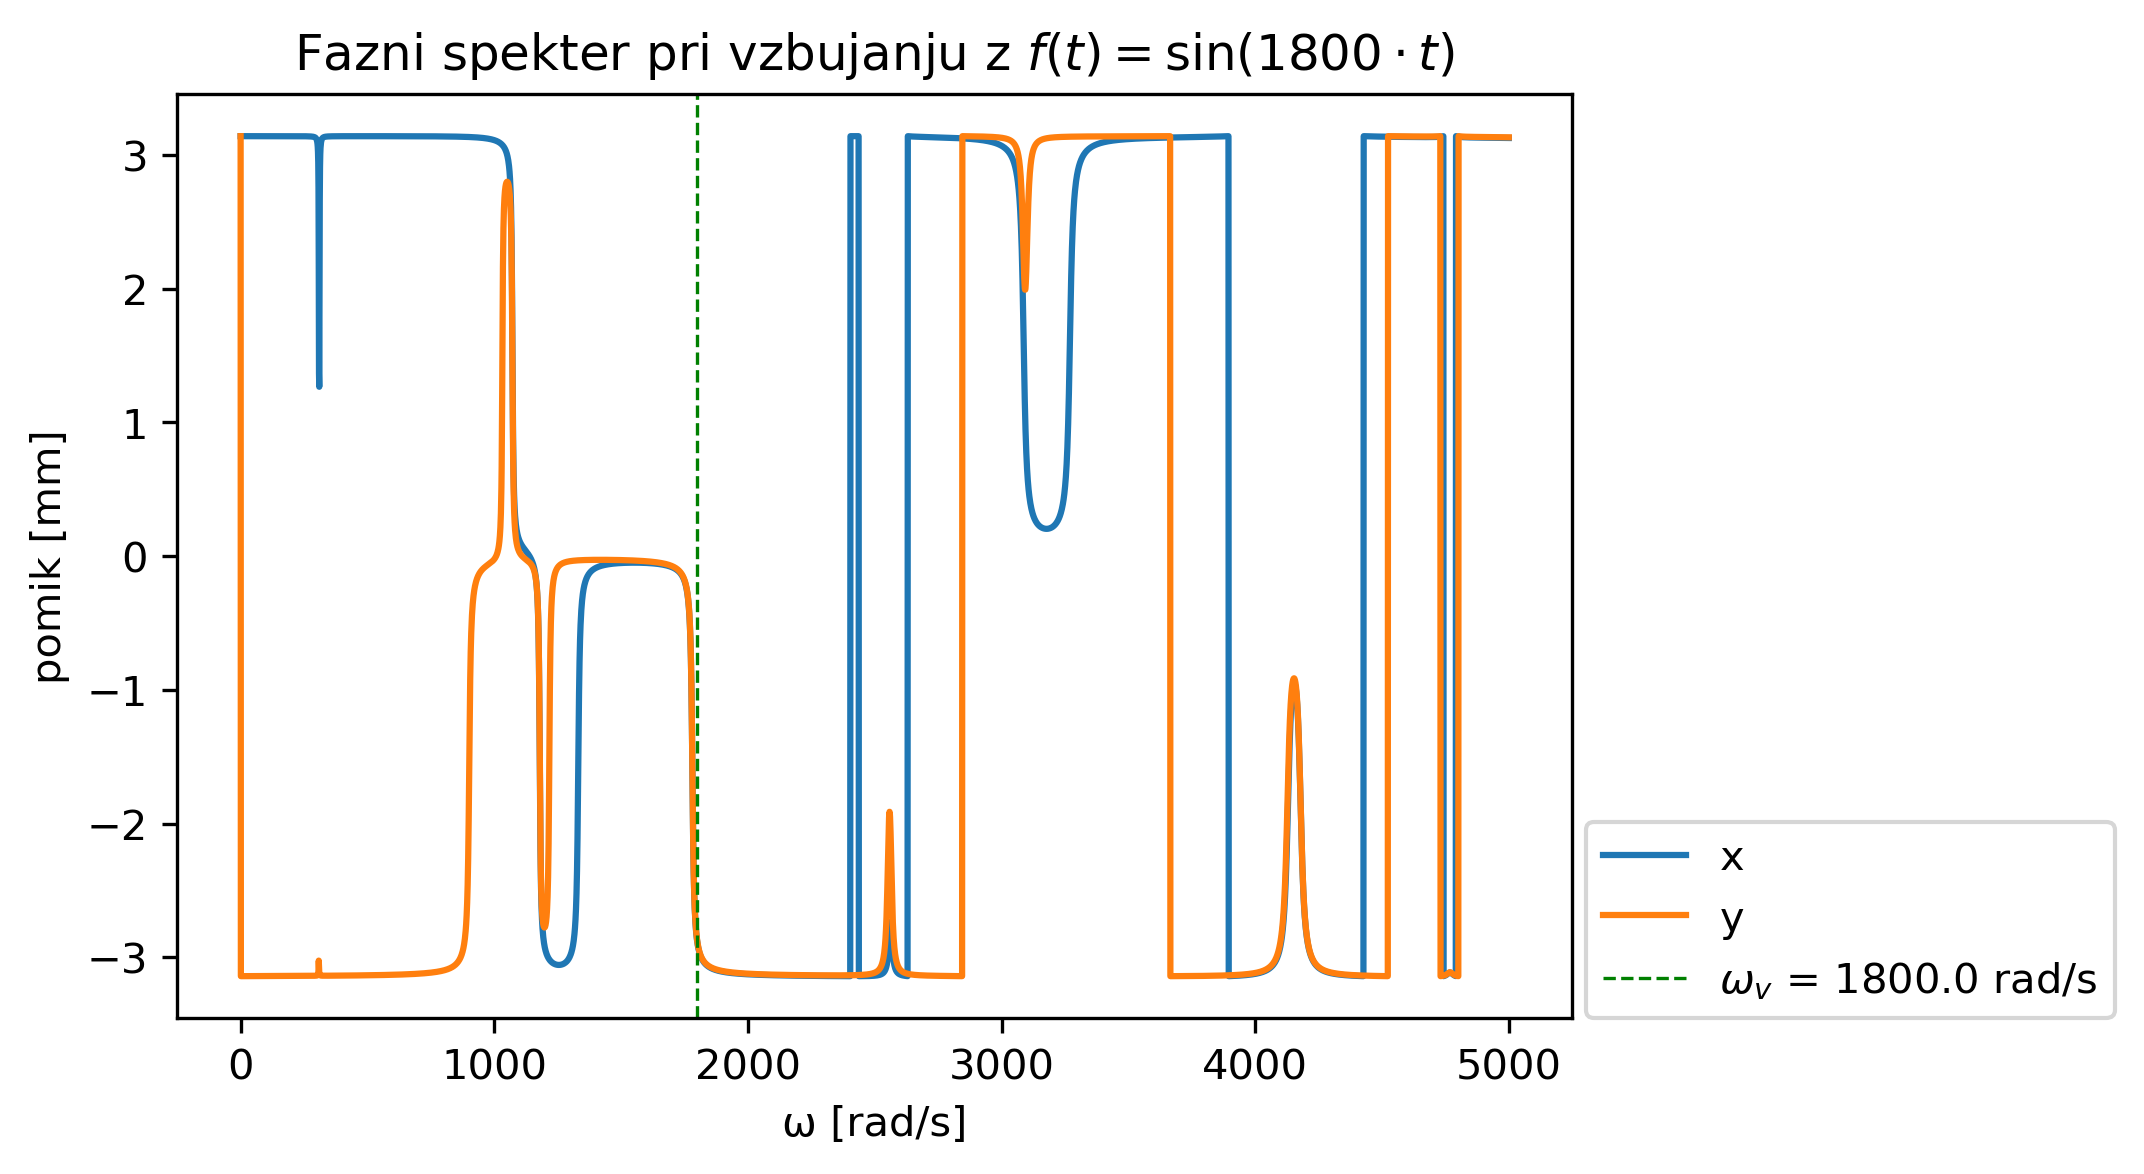 Fazni spekter pri vzbujanju z f(t) = sin(1800 · t)
pomik [mm]
3
2
1
0
−1
−2
−3
0 1000 2000 3000 4000 5000
ω [rad/s]
x
y
ωᵥ = 1800.0 rad/s